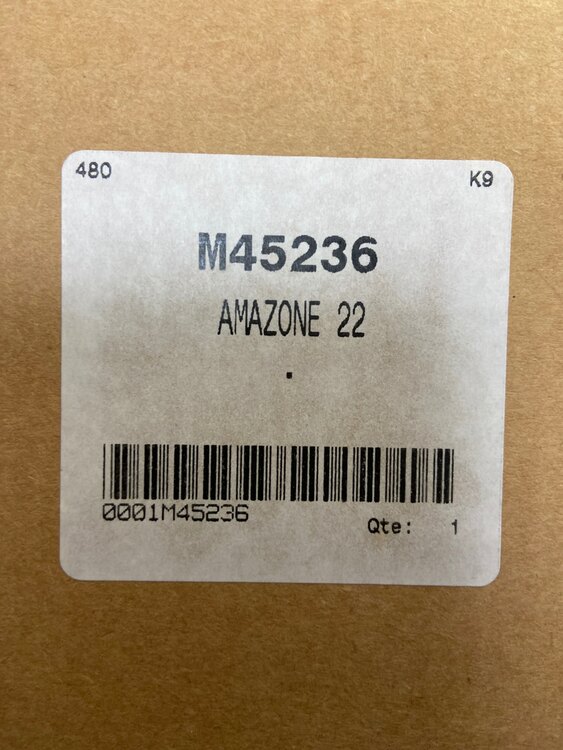 480 K9
M45236
AMAZONE 22
.
0001M45236
Qte: 1